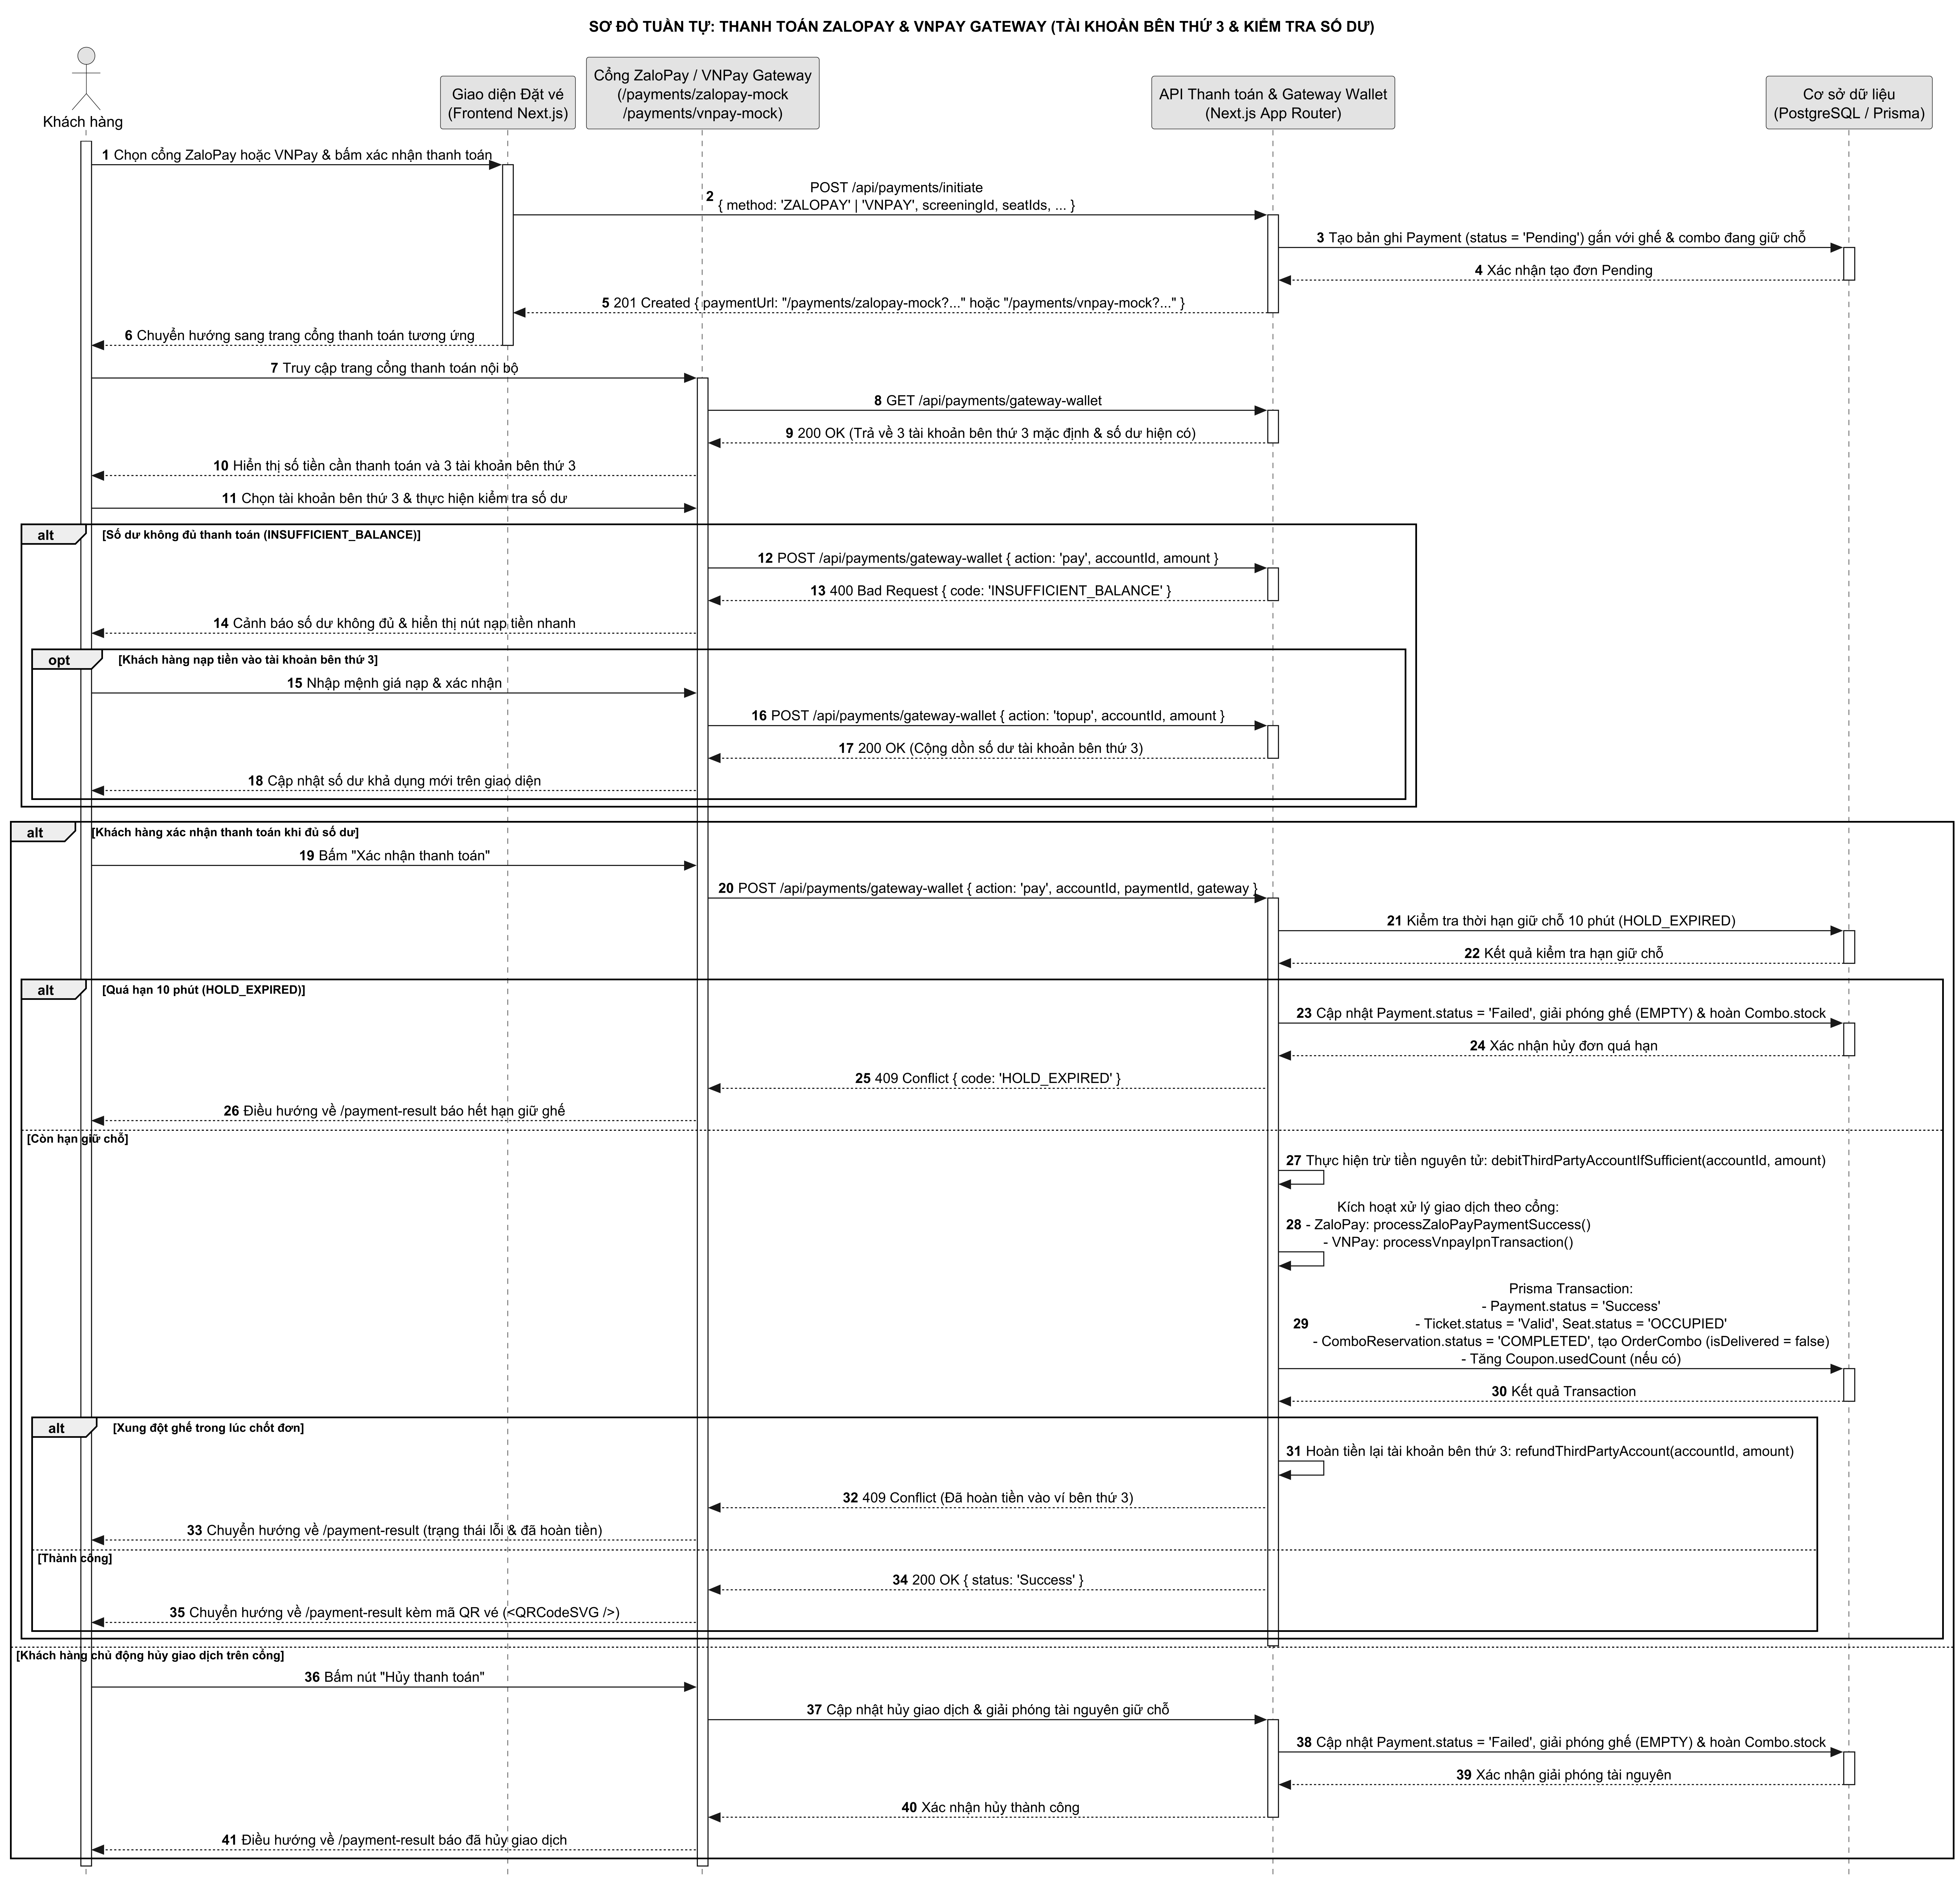 SƠ ĐỒ TUẦN TỰ: THANH TOÁN ZALOPAY & VNPAY GATEWAY (TÀI KHOẢN BÊN THỨ 3 & KIỂM TRA SỐ DƯ)
Khách hàng
Giao diện Đặt vé
(Frontend Next.js)
Cổng ZaloPay / VNPay Gateway
(/payments/zalopay-mock
/payments/vnpay-mock)
API Thanh toán & Gateway Wallet
(Next.js App Router)
Cơ sở dữ liệu
(PostgreSQL / Prisma)
1 Chọn cổng ZaloPay hoặc VNPay & bấm xác nhận thanh toán
POST /api/payments/initiate
2 { method: 'ZALOPAY' | 'VNPAY', screeningId, seatIds, ... }
3 Tạo bản ghi Payment (status = 'Pending') gắn với ghế & combo đang giữ chỗ
4 Xác nhận tạo đơn Pending
5 201 Created { paymentUrl: "/payments/zalopay-mock?..." hoặc "/payments/vnpay-mock?..." }
6 Chuyển hướng sang trang cổng thanh toán tương ứng
7 Truy cập trang cổng thanh toán nội bộ
8 GET /api/payments/gateway-wallet
9 200 OK (Trả về 3 tài khoản bên thứ 3 mặc định & số dư hiện có)
10 Hiển thị số tiền cần thanh toán và 3 tài khoản bên thứ 3
11 Chọn tài khoản bên thứ 3 & thực hiện kiểm tra số dư
alt [Số dư không đủ thanh toán (INSUFFICIENT_BALANCE)]
12 POST /api/payments/gateway-wallet { action: 'pay', accountId, amount }
13 400 Bad Request { code: 'INSUFFICIENT_BALANCE' }
14 Cảnh báo số dư không đủ & hiển thị nút nạp tiền nhanh
opt [Khách hàng nạp tiền vào tài khoản bên thứ 3]
15 Nhập mệnh giá nạp & xác nhận
16 POST /api/payments/gateway-wallet { action: 'topup', accountId, amount }
17 200 OK (Cộng dồn số dư tài khoản bên thứ 3)
18 Cập nhật số dư khả dụng mới trên giao diện
alt [Khách hàng xác nhận thanh toán khi đủ số dư]
19 Bấm "Xác nhận thanh toán"
20 POST /api/payments/gateway-wallet { action: 'pay', accountId, paymentId, gateway }
21 Kiểm tra thời hạn giữ chỗ 10 phút (HOLD_EXPIRED)
22 Kết quả kiểm tra hạn giữ chỗ
alt [Quá hạn 10 phút (HOLD_EXPIRED)]
23 Cập nhật Payment.status = 'Failed', giải phóng ghế (EMPTY) & hoàn Combo.stock
24 Xác nhận hủy đơn quá hạn
25 409 Conflict { code: 'HOLD_EXPIRED' }
26 Điều hướng về /payment-result báo hết hạn giữ ghế
[Còn hạn giữ chỗ]
27 Thực hiện trừ tiền nguyên tử: debitThirdPartyAccountIfSufficient(accountId, amount)
Kích hoạt xử lý giao dịch theo cổng:
28 - ZaloPay: processZaloPayPaymentSuccess()
- VNPay: processVnpayIpnTransaction()
Prisma Transaction:
- Payment.status = 'Success'
29 - Ticket.status = 'Valid', Seat.status = 'OCCUPIED'
- ComboReservation.status = 'COMPLETED', tạo OrderCombo (isDelivered = false)
- Tăng Coupon.usedCount (nếu có)
30 Kết quả Transaction
alt [Xung đột ghế trong lúc chốt đơn]
31 Hoàn tiền lại tài khoản bên thứ 3: refundThirdPartyAccount(accountId, amount)
32 409 Conflict (Đã hoàn tiền vào ví bên thứ 3)
33 Chuyển hướng về /payment-result (trạng thái lỗi & đã hoàn tiền)
[Thành công]
34 200 OK { status: 'Success' }
35 Chuyển hướng về /payment-result kèm mã QR vé (<QRCodeSVG />)
[Khách hàng chủ động hủy giao dịch trên cổng]
36 Bấm nút "Hủy thanh toán"
37 Cập nhật hủy giao dịch & giải phóng tài nguyên giữ chỗ
38 Cập nhật Payment.status = 'Failed', giải phóng ghế (EMPTY) & hoàn Combo.stock
39 Xác nhận giải phóng tài nguyên
40 Xác nhận hủy thành công
41 Điều hướng về /payment-result báo đã hủy giao dịch